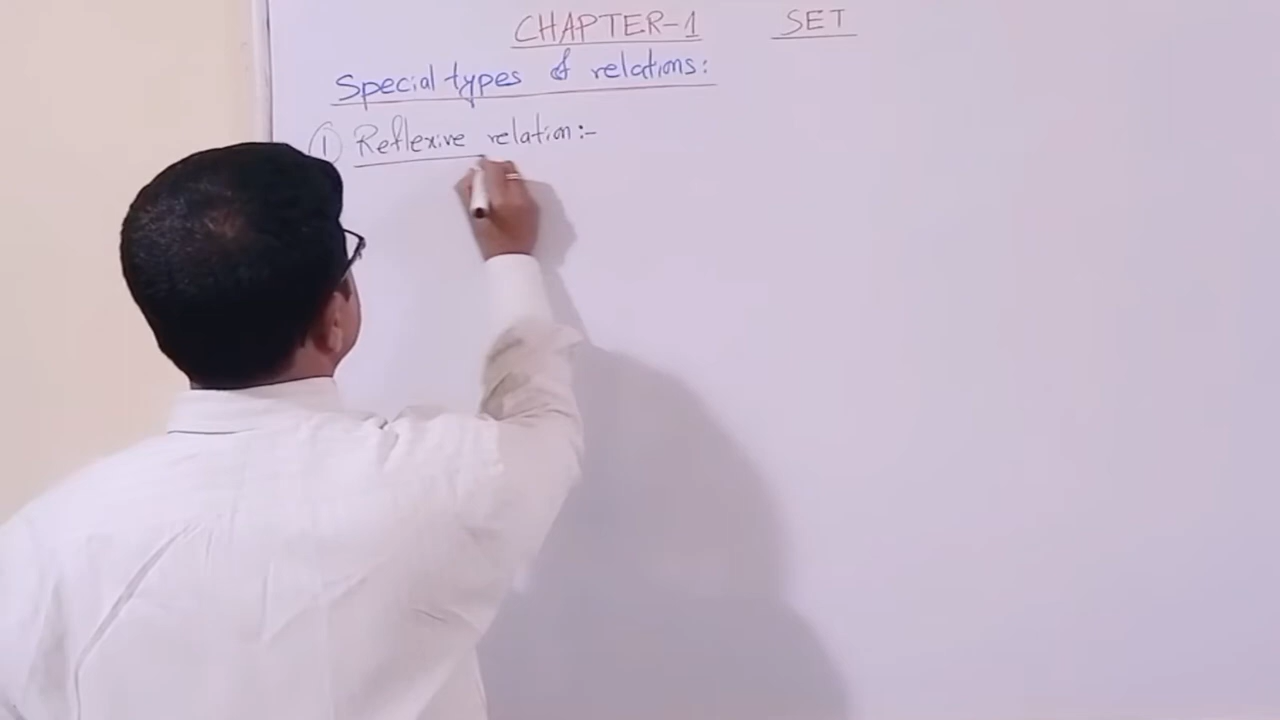 CHAPTER-1 SET
Special types of relations:
① Reflexive relation:-